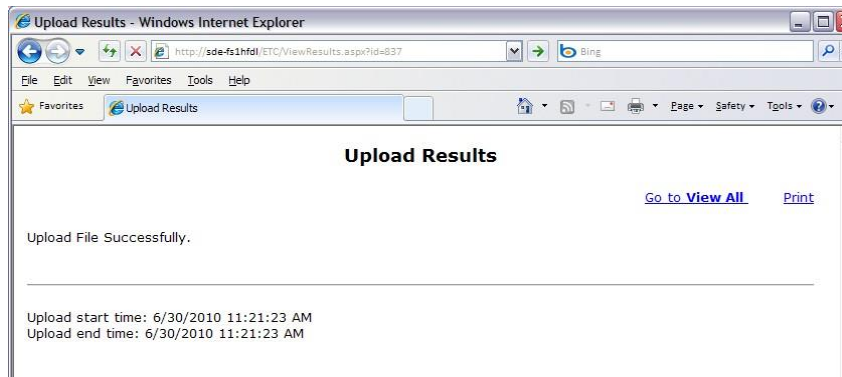 Upload Results - Windows Internet Explorer
http://sde-fs1hfdl/ETC/ViewResults.aspx?id=837
Bing
File Edit View Favorites Tools Help
Favorites Upload Results Page Safety Tools
Upload Results
Go to View All Print
Upload File Successfully.
Upload start time: 6/30/2010 11:21:23 AM
Upload end time: 6/30/2010 11:21:23 AM